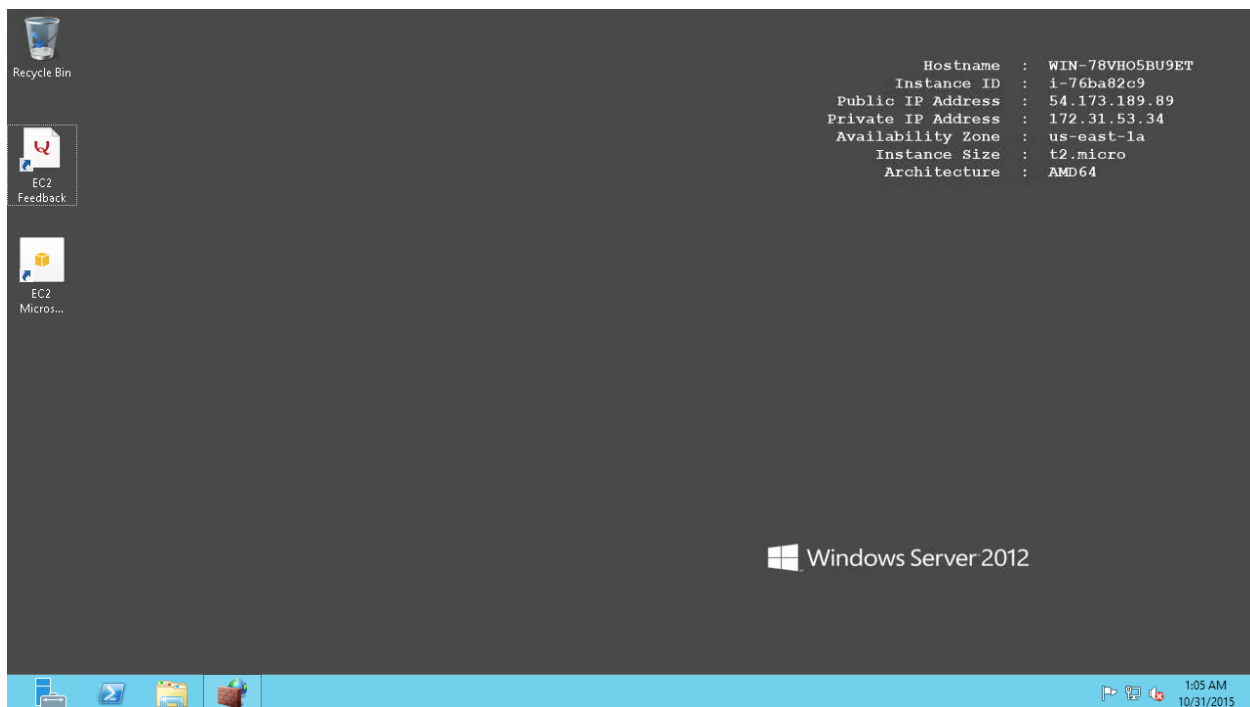 Recycle Bin
EC2
Feedback
EC2
Micros...
Hostname : WIN-78VHO5BU9ET
Instance ID : i-76ba82c9
Public IP Address : 54.173.189.89
Private IP Address : 172.31.53.34
Availability Zone : us-east-1a
Instance Size : t2.micro
Architecture : AMD64
Windows Server 2012
1:05 AM
10/31/2015